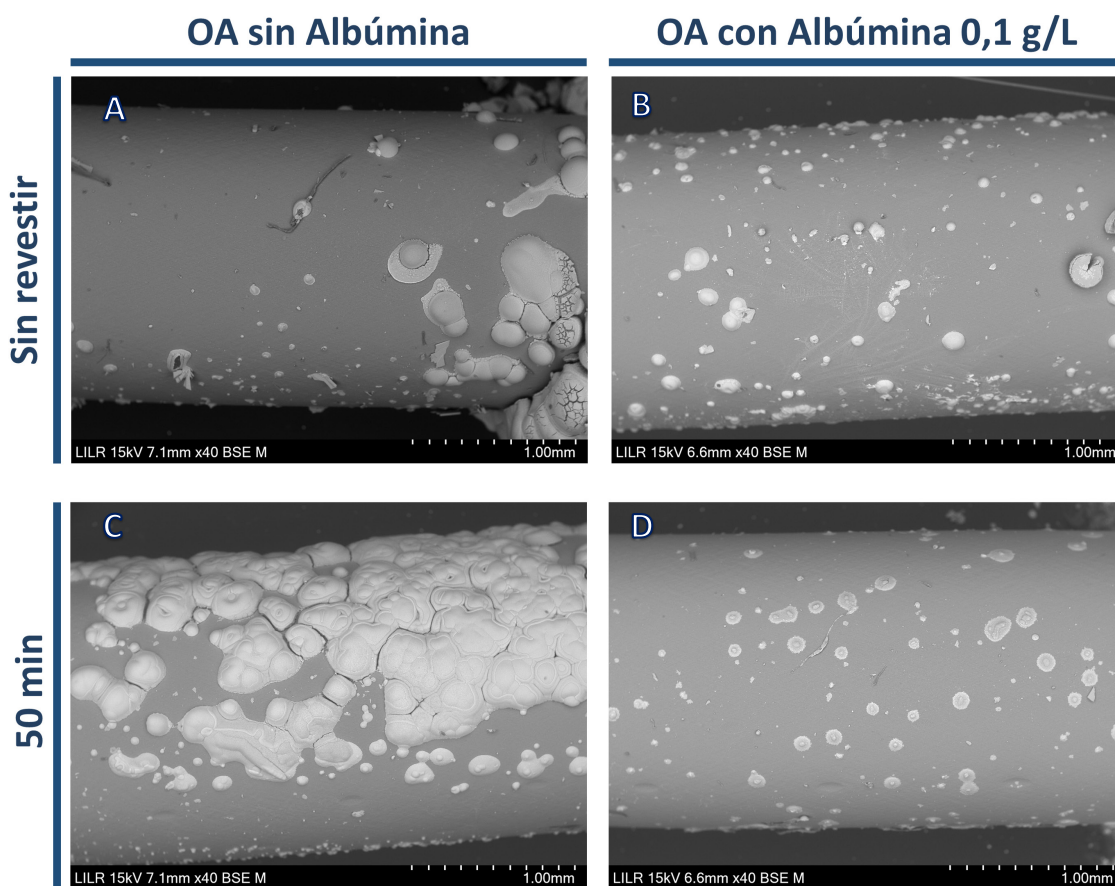 OA sin Albúmina
OA con Albúmina 0,1 g/L
Sin revestir
A
B
LILR 15kV 7.1mm x40 BSE M
1.00mm
LILR 15kV 6.6mm x40 BSE M
1.00mm
50 min
C
D
LILR 15kV 7.1mm x40 BSE M
1.00mm
LILR 15kV 6.6mm x40 BSE M
1.00mm